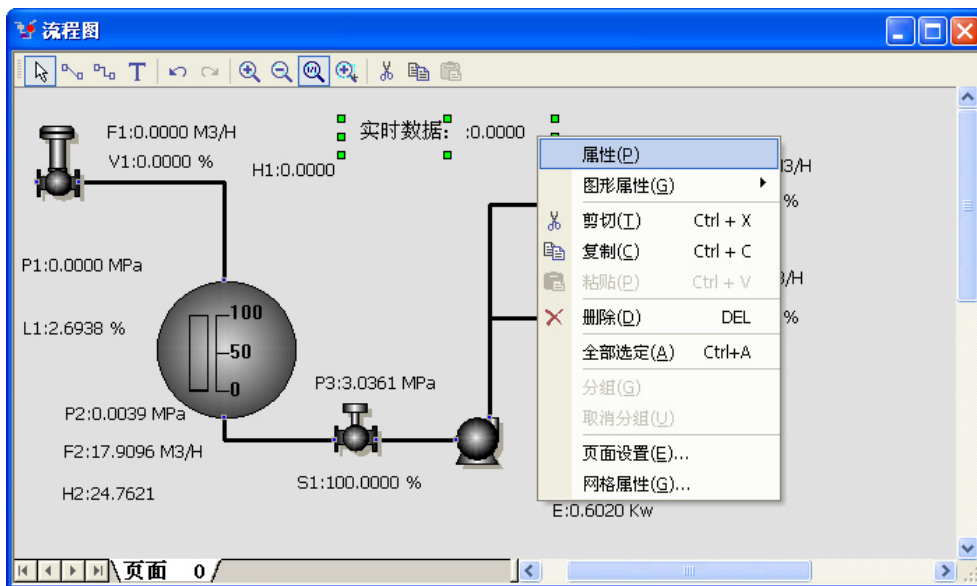 流程图
F1:0.0000 M3/H
V1:0.0000 %
H1:0.0000
实时数据: :0.0000
P1:0.0000 MPa
L1:2.6938 %
100
50
0
P3:3.0361 MPa
P2:0.0039 MPa
F2:17.9096 M3/H
H2:24.7621
S1:100.0000 %
属性(P)
图形属性(G)
剪切(T) Ctrl + X
复制(C) Ctrl + C
粘贴(P) Ctrl + V
删除(D) DEL
全部选定(A) Ctrl+A
分组(G)
取消分组(U)
页面设置(E)...
网格属性(G)...
%
/H
%
E:0.6020 Kw
页面 0